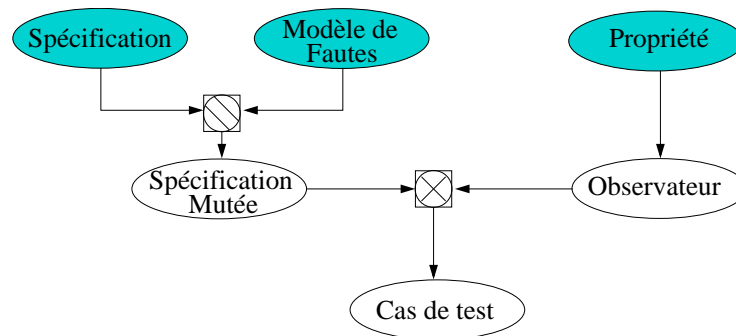 Spécification
Modèle de
Fautes
Propriété
Spécification
Mutée
Observateur
Cas de test